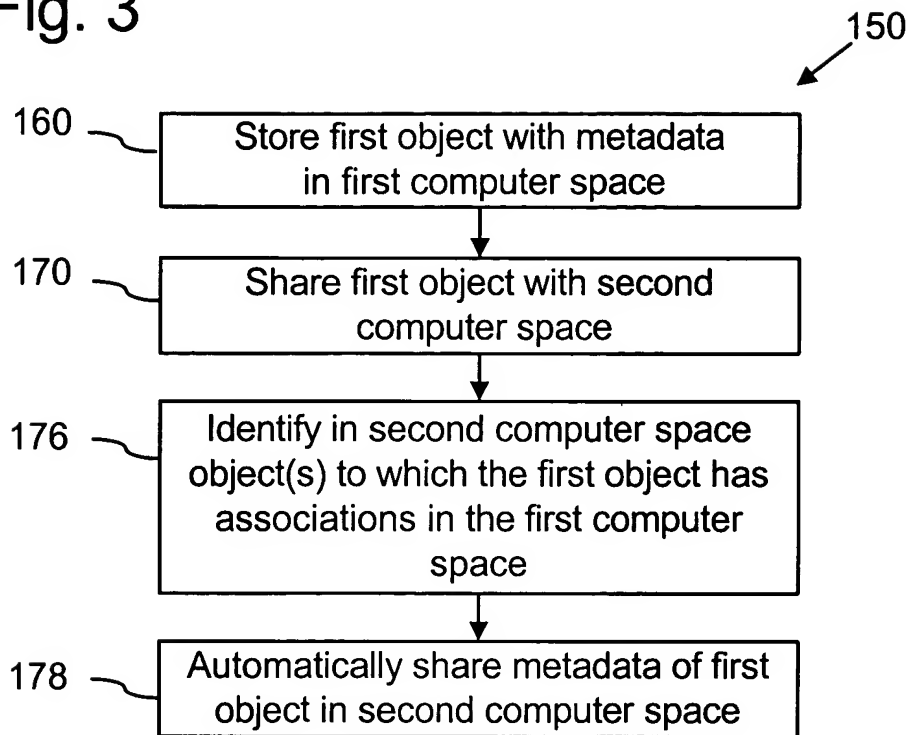 Fig. 3
150
160
Store first object with metadata
in first computer space
170
Share first object with second
computer space
176
Identify in second computer space
object(s) to which the first object has
associations in the first computer
space
178
Automatically share metadata of first
object in second computer space